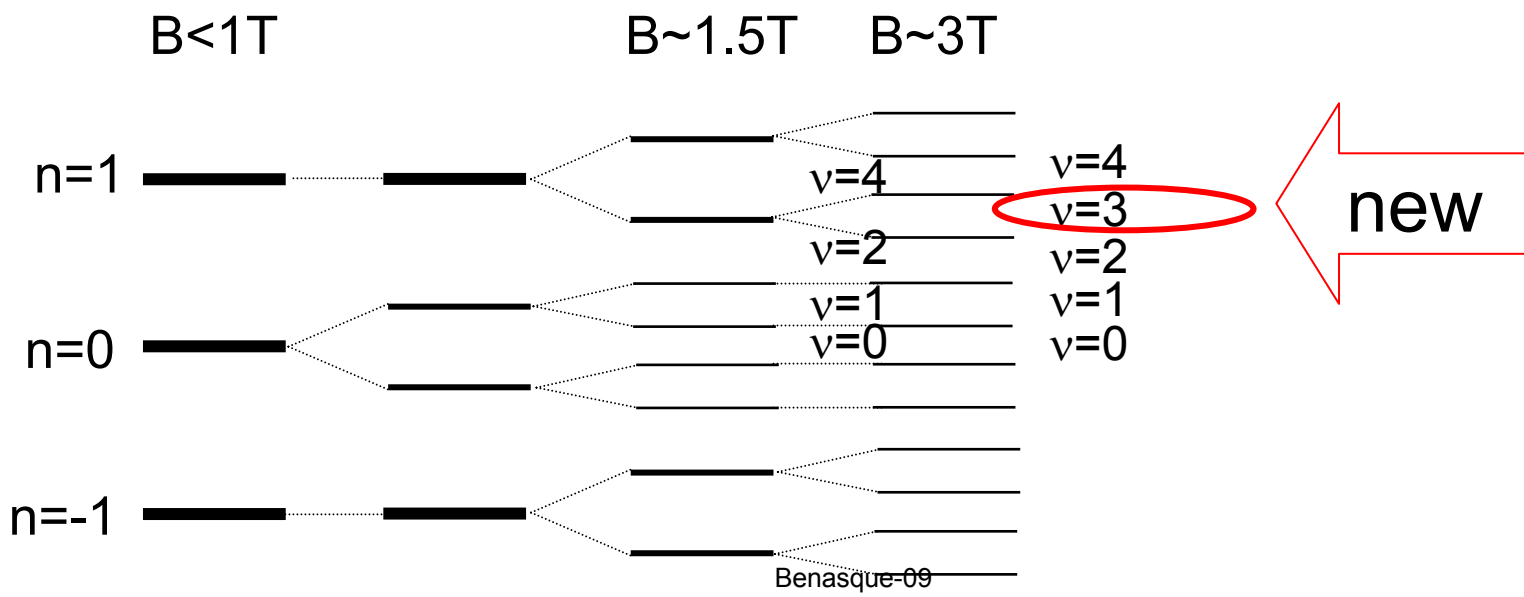 B<1T B~1.5T B~3T
n=1
ν=4 ν=4
ν=3
new
ν=2 ν=2
ν=1 ν=1
n=0
ν=0 ν=0
n=-1
Benasque-09